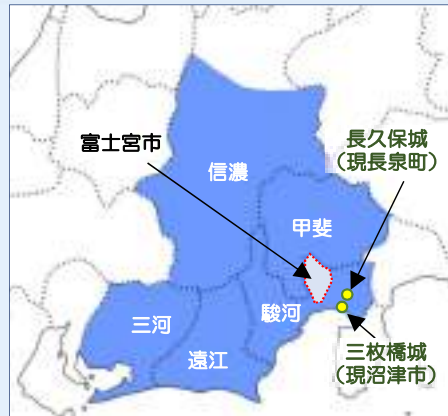 長久保城
(現長泉町)
富士宮市
信濃
甲斐
駿河
三河
遠江
三枚橋城
(現沼津市)